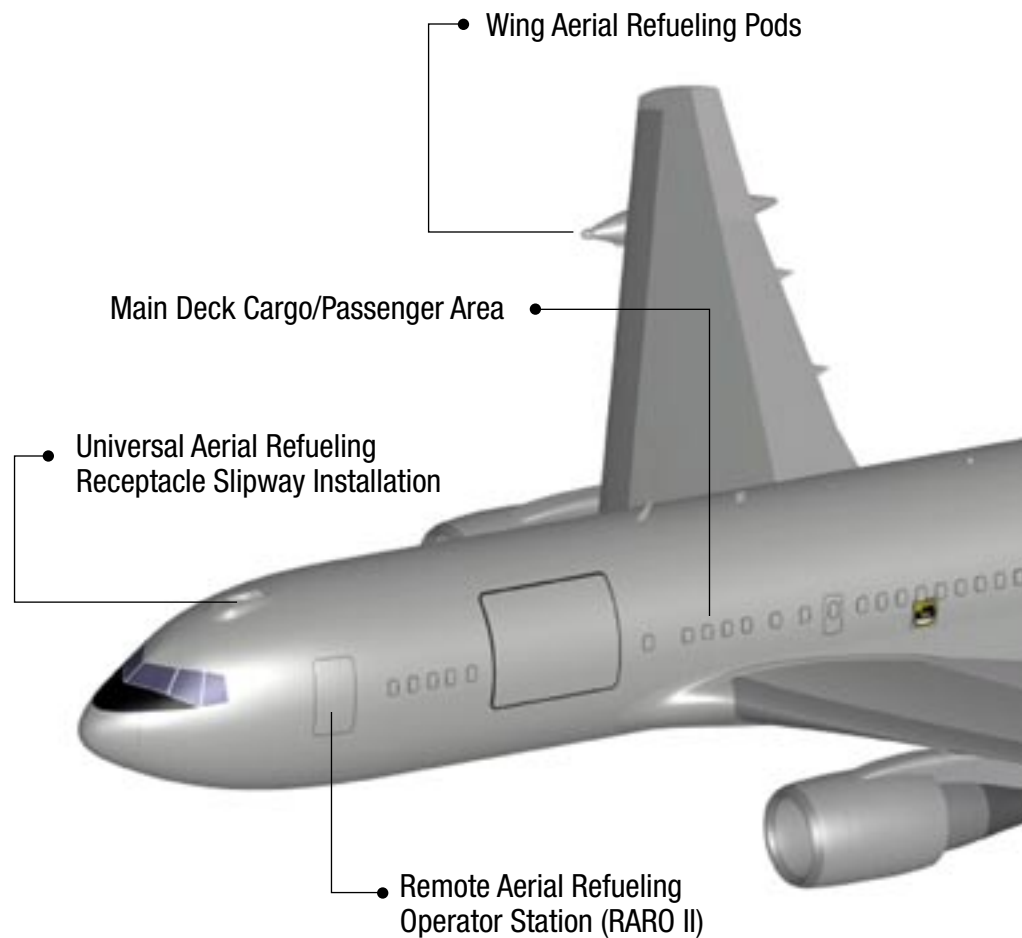 Wing Aerial Refueling Pods
Main Deck Cargo/Passenger Area
Universal Aerial Refueling
Receptacle Slipway Installation
Remote Aerial Refueling
Operator Station (RARO II)